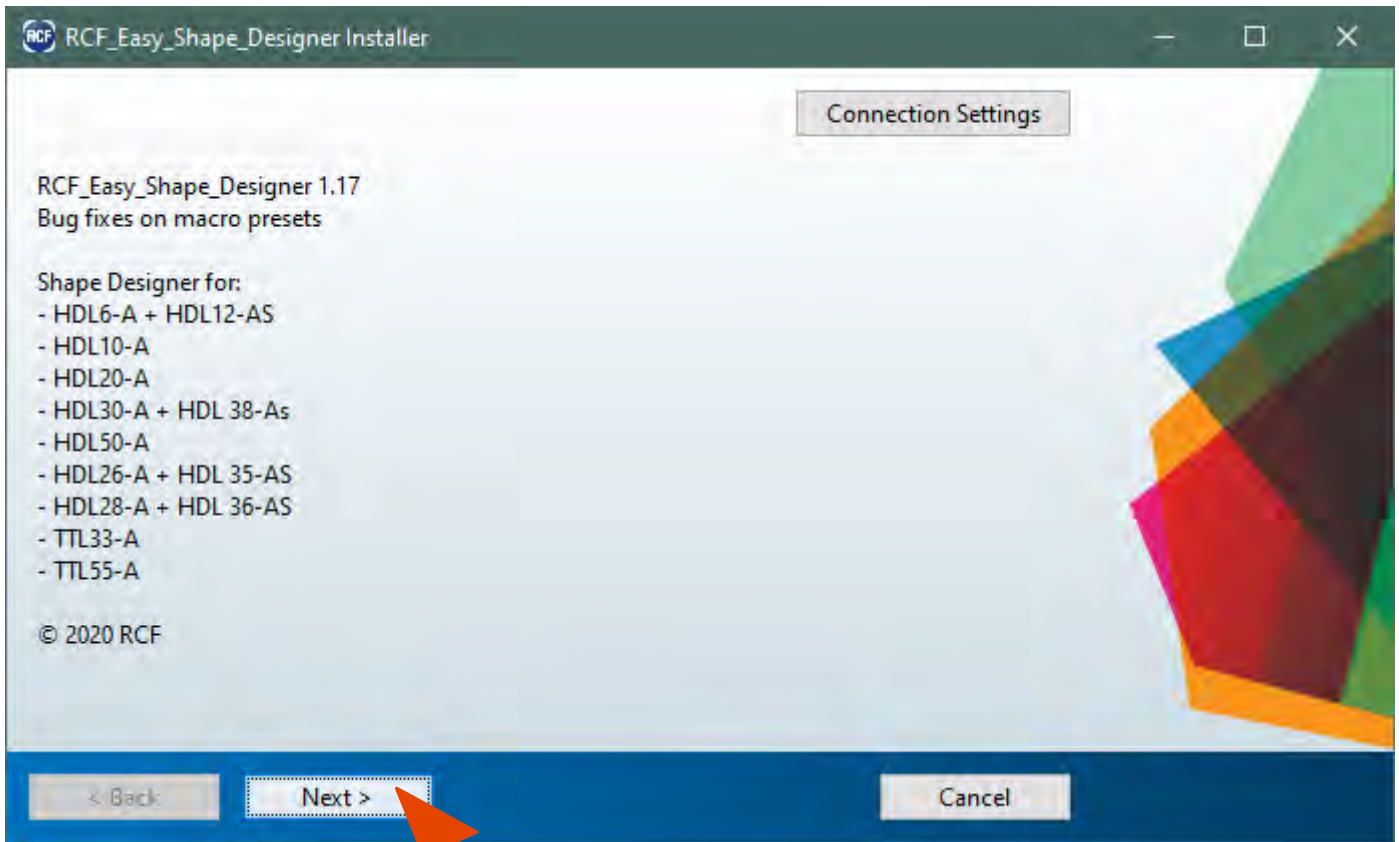 RCF RCF_Easy_Shape_Designer Installer
Connection Settings
RCF_Easy_Shape_Designer 1.17
Bug fixes on macro presets
Shape Designer for:
- HDL6-A + HDL12-AS
- HDL10-A
- HDL20-A
- HDL30-A + HDL 38-As
- HDL50-A
- HDL26-A + HDL 35-AS
- HDL28-A + HDL 36-AS
- TTL33-A
- TTL55-A
© 2020 RCF
< Back Next > Cancel